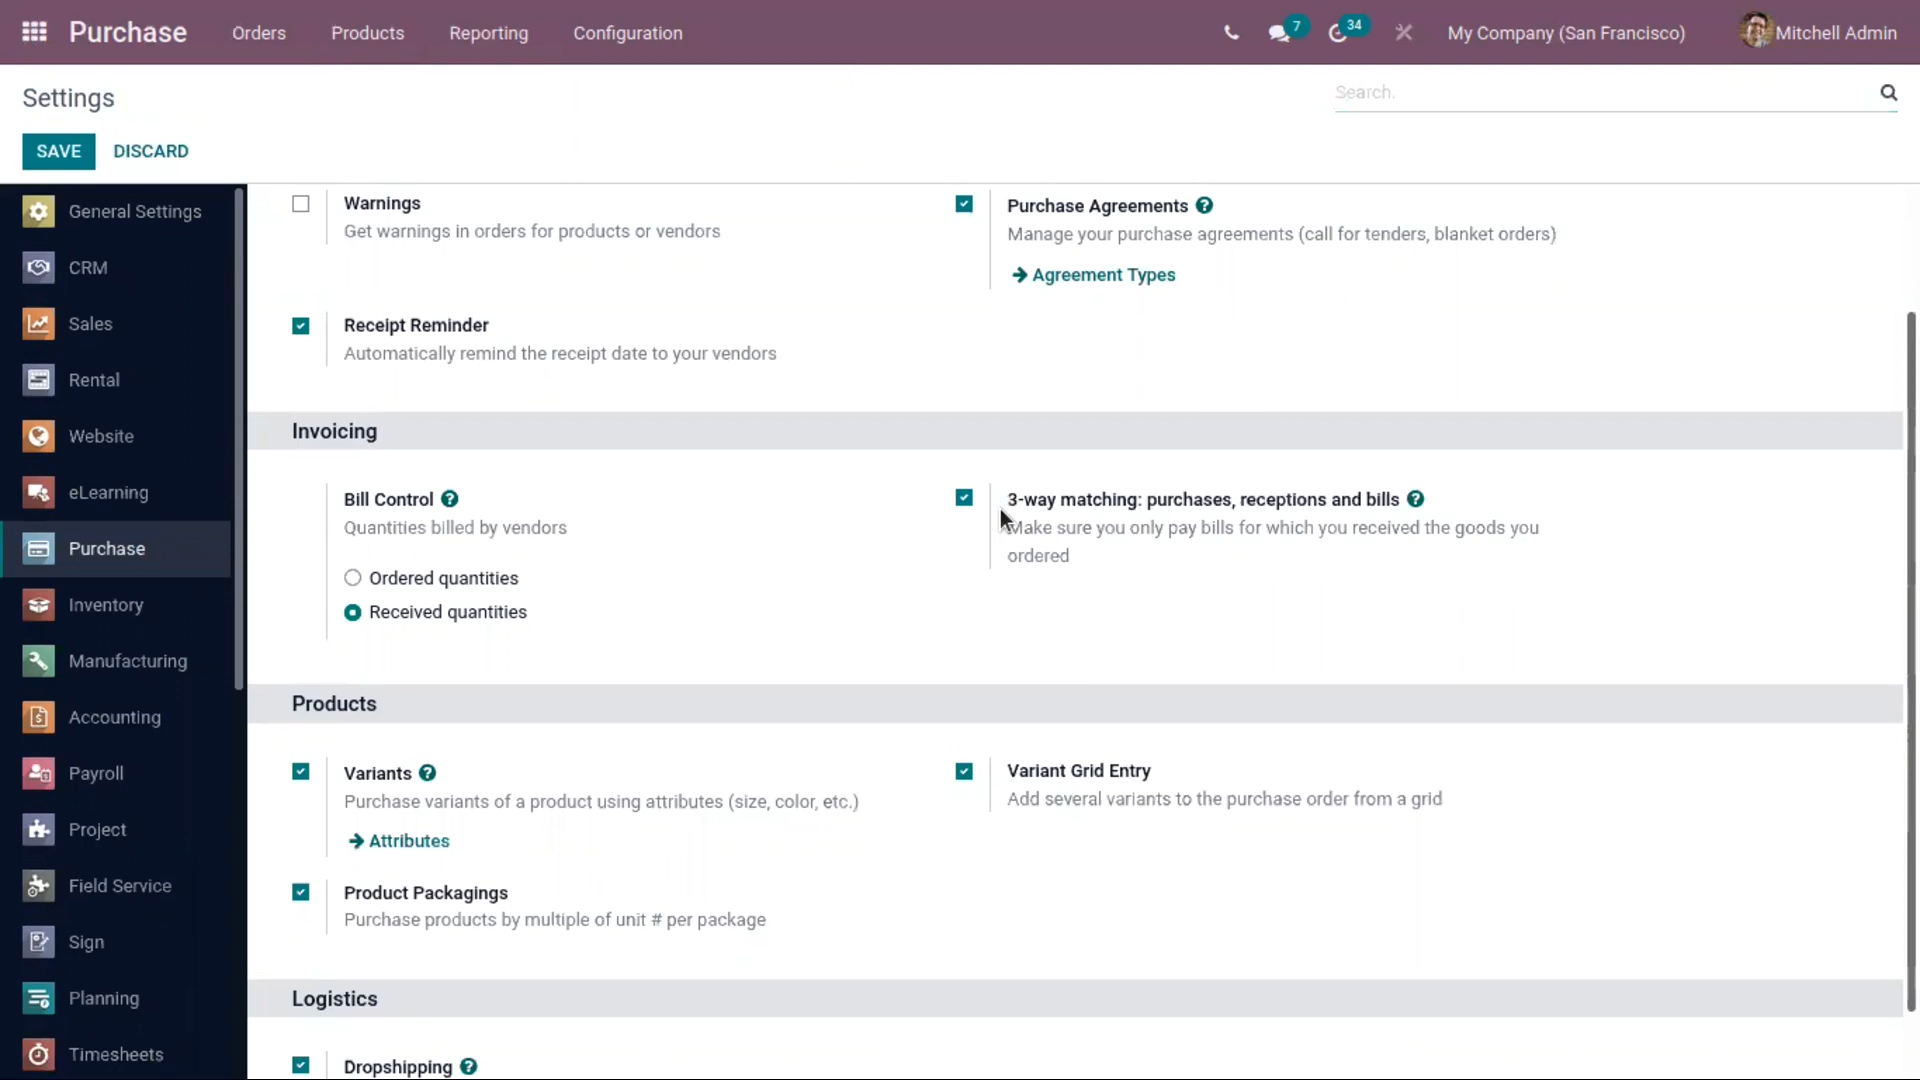 Purchase Orders Products Reporting Configuration 7 34 My Company (San Francisco) Mitchell Admin
Settings
Search.
SAVE DISCARD
General Settings
CRM
Sales
Rental
Website
eLearning
Purchase
Inventory
Manufacturing
Accounting
Payroll
Project
Field Service
Sign
Planning
Timesheets
Warnings
Get warnings in orders for products or vendors
Purchase Agreements ?
Manage your purchase agreements (call for tenders, blanket orders)
Agreement Types
Receipt Reminder
Automatically remind the receipt date to your vendors
Invoicing
Bill Control ?
Quantities billed by vendors
Ordered quantities
Received quantities
3-way matching: purchases, receptions and bills ?
Make sure you only pay bills for which you received the goods you
ordered
Products
Variants ?
Purchase variants of a product using attributes (size, color, etc.)
Attributes
Variant Grid Entry
Add several variants to the purchase order from a grid
Product Packagings
Purchase products by multiple of unit # per package
Logistics
Dropshipping ?